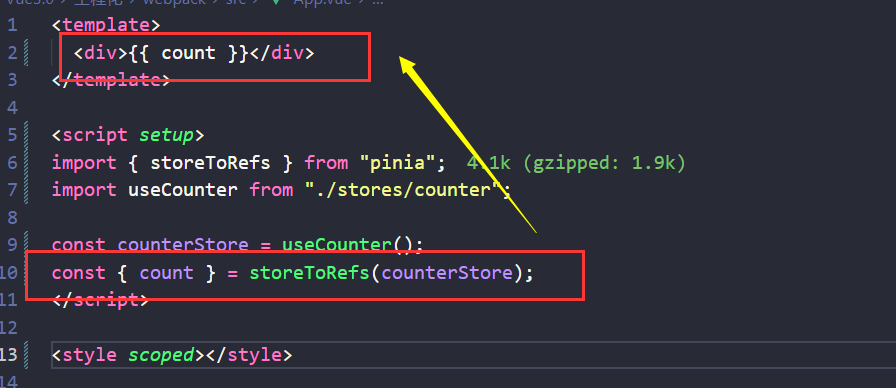 vue3.0 > 工程化 > webpack > src > App.vue > ...
1 <template>
2 <div>{{ count }}</div>
3 </template>
4
5 <script setup>
6 import { storeToRefs } from "pinia"; 4.1k (gzipped: 1.9k)
7 import useCounter from "./stores/counter";
8
9 const counterStore = useCounter();
10 const { count } = storeToRefs(counterStore);
11 </script>
12
13 <style scoped></style>
14